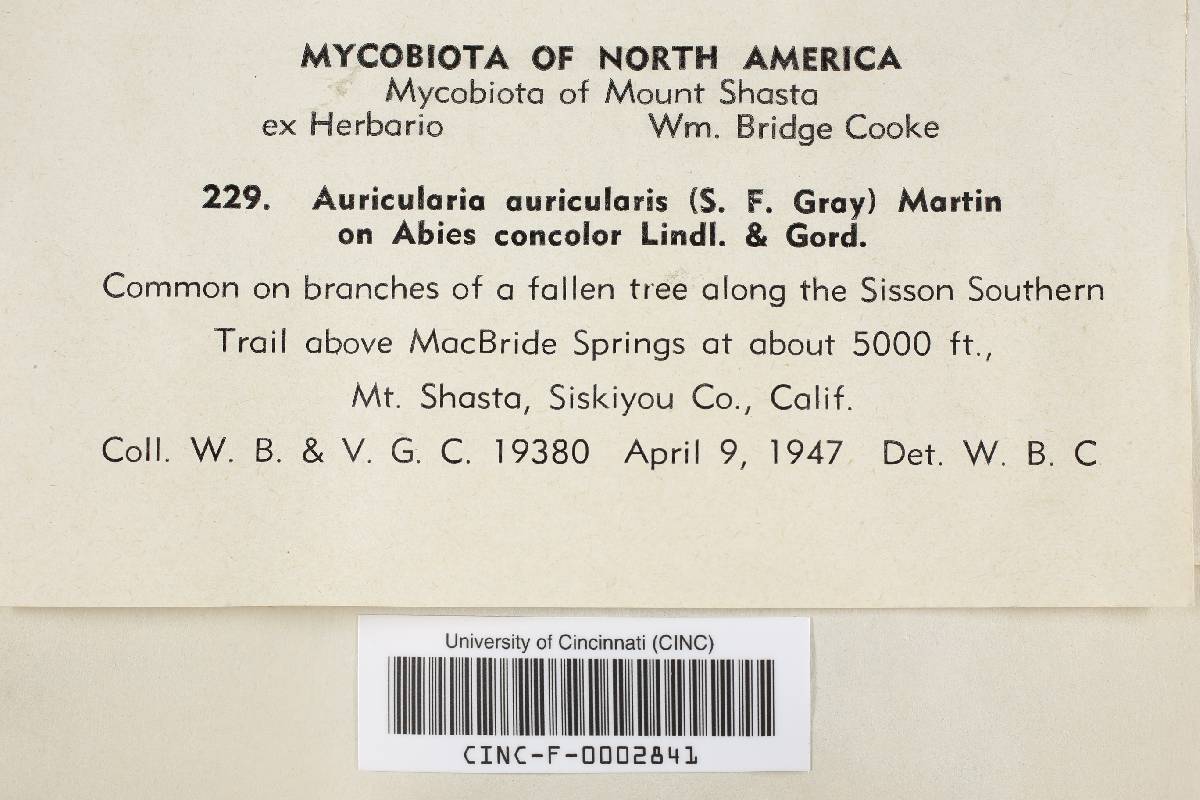 MYCOBIOTA OF NORTH AMERICA
Mycobiota of Mount Shasta
ex Herbario Wm. Bridge Cooke
229. Auricularia auricularis (S. F. Gray) Martin
on Abies concolor Lindl. & Gord.
Common on branches of a fallen tree along the Sisson Southern
Trail above MacBride Springs at about 5000 ft.,
Mt. Shasta, Siskiyou Co., Calif.
Coll. W. B. & V. G. C. 19380 April 9, 1947 Det. W. B. C
University of Cincinnati (CINC)
CINC-F-0002841